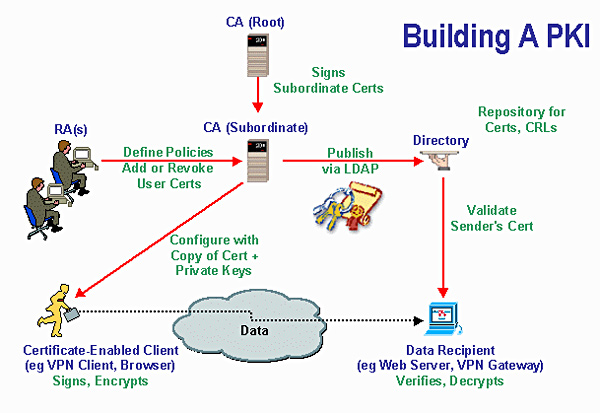 CA (Root)
Building A PKI
Signs
Subordinate Certs
RA(s)
CA (Subordinate)
Repository for
Certs, CRLs
Directory
Define Policies
Add or Revoke
User Certs
Publish
via LDAP
Validate
Sender's Cert
Configure with
Copy of Cert +
Private Keys
Data
Certificate-Enabled Client
(eg VPN Client, Browser)
Signs, Encrypts
Data Recipient
(eg Web Server, VPN Gateway)
Verifies, Decrypts